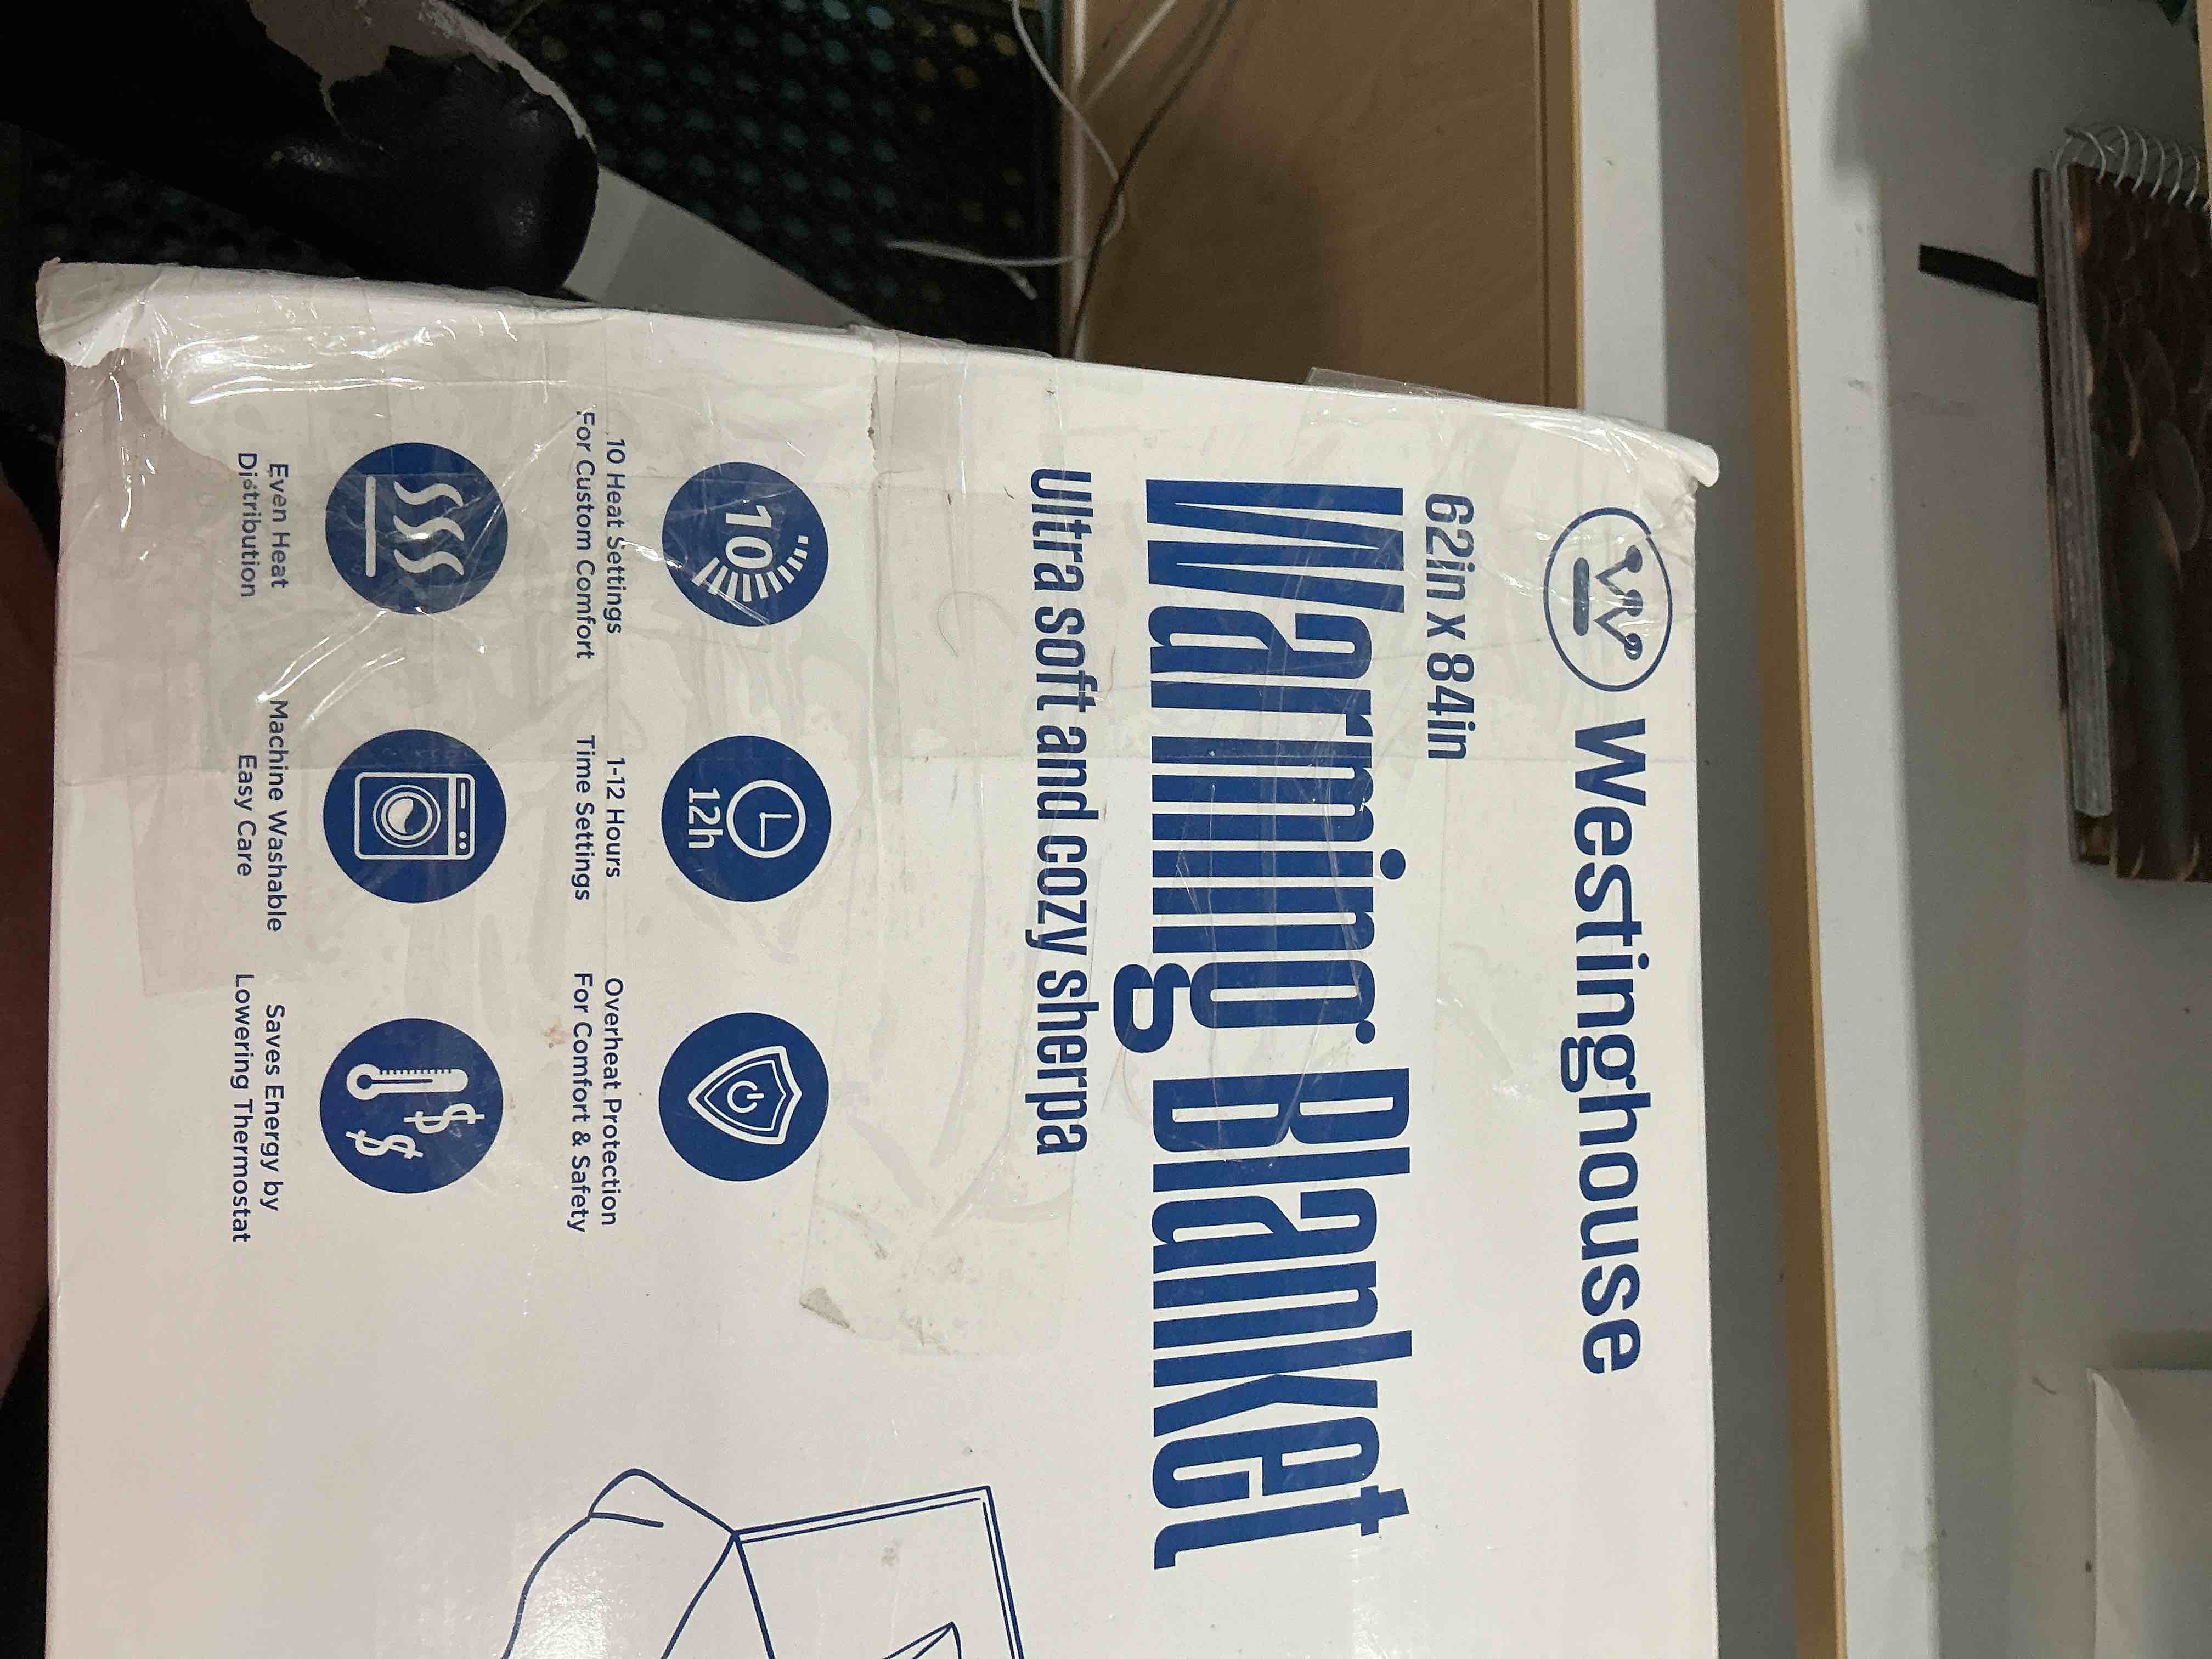 Westinghouse
62in x 84in
Warming Blanket
Ultra soft and cozy sherpa
10
12h
10 Heat Settings
For Custom Comfort
1-12 Hours
Time Settings
Overheat Protection
For Comfort & Safety
$
$
Even Heat
Distribution
Machine Washable
Easy Care
Saves Energy by
Lowering Thermostat